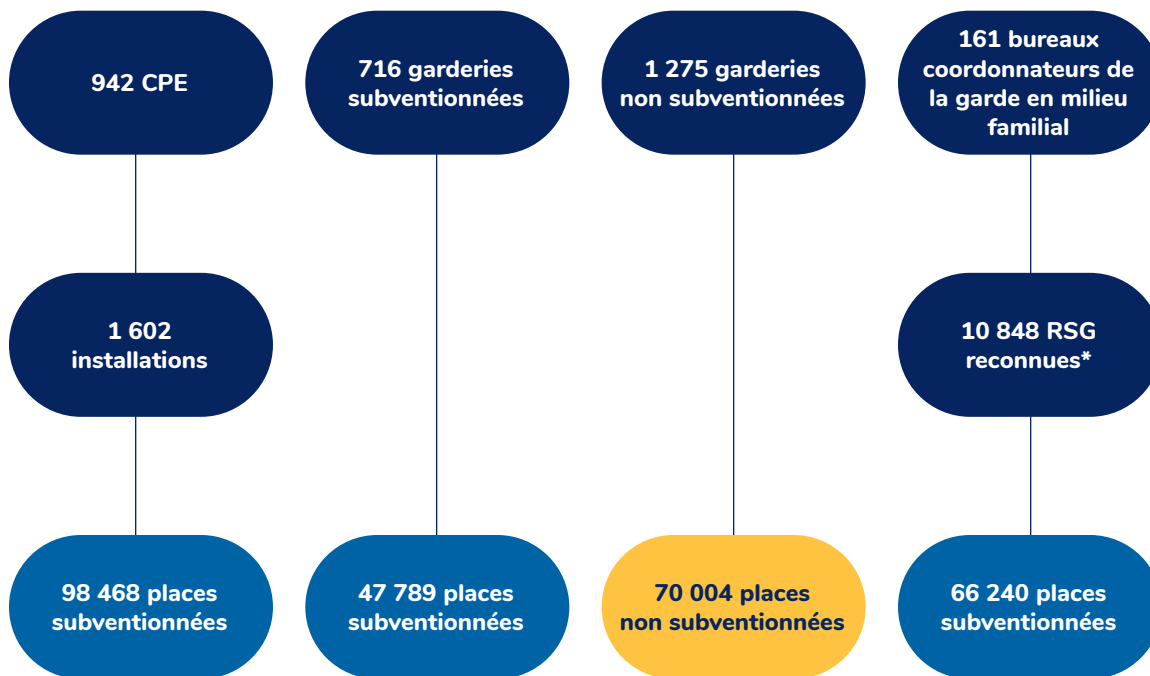 942 CPE
716 garderies
subventionnées
1 275 garderies
non subventionnées
161 bureaux
coordonnateurs de
la garde en milieu
familial
1 602
installations
10 848 RSG
reconnues*
98 468 places
subventionnées
47 789 places
subventionnées
70 004 places
non subventionnées
66 240 places
subventionnées